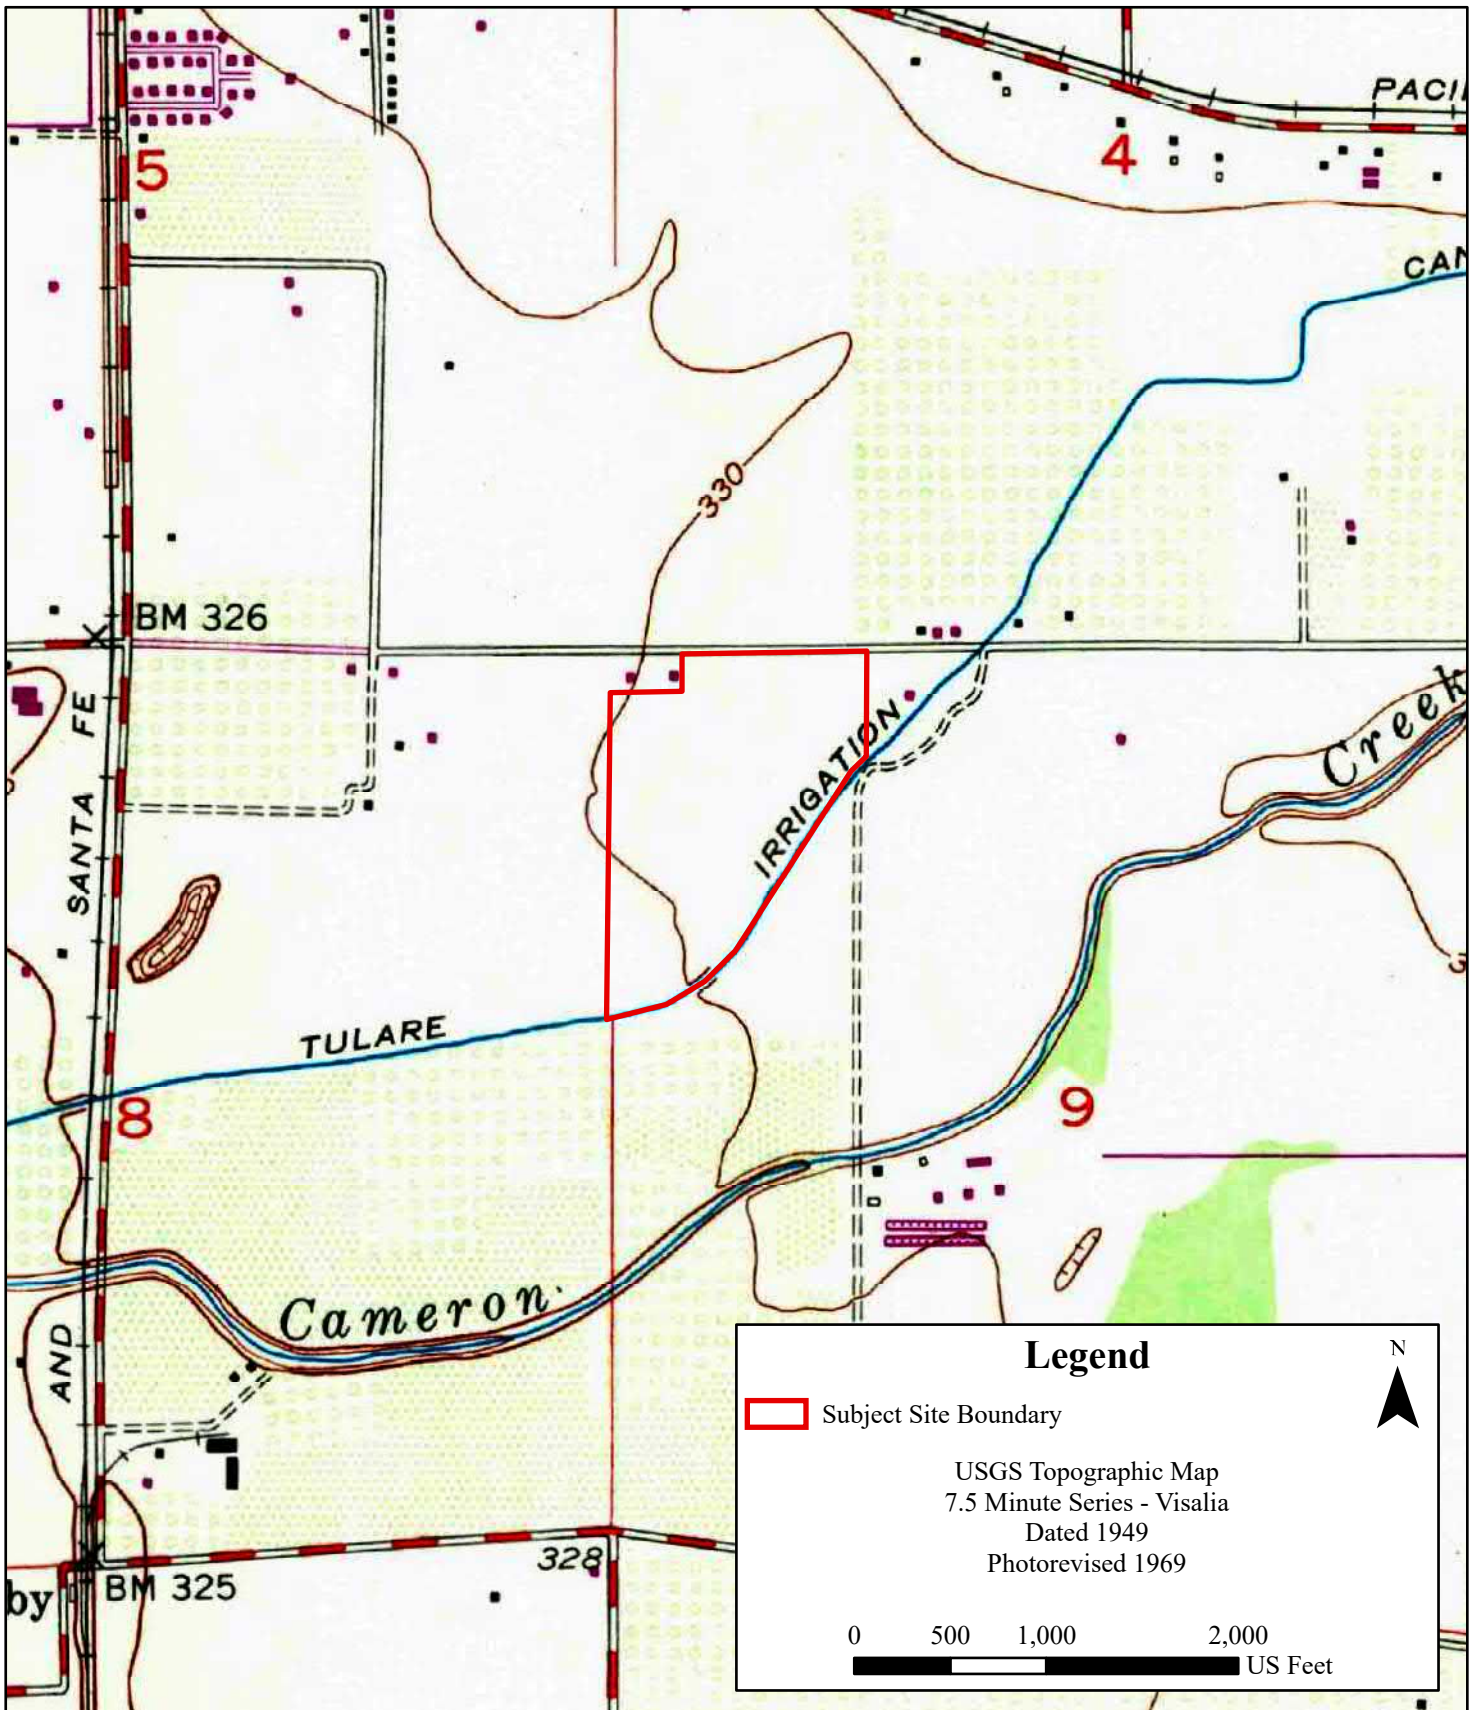 PACI
5
4
CAN
330
BM 326
SANTA FE
IRRIGATION
Creek
3
TULARE
8
9
Cameron
AND
328
BM 325
by
Legend
N
Subject Site Boundary
USGS Topographic Map
7.5 Minute Series - Visalia
Dated 1949
Photorevised 1969
0 500 1,000 2,000
US Feet